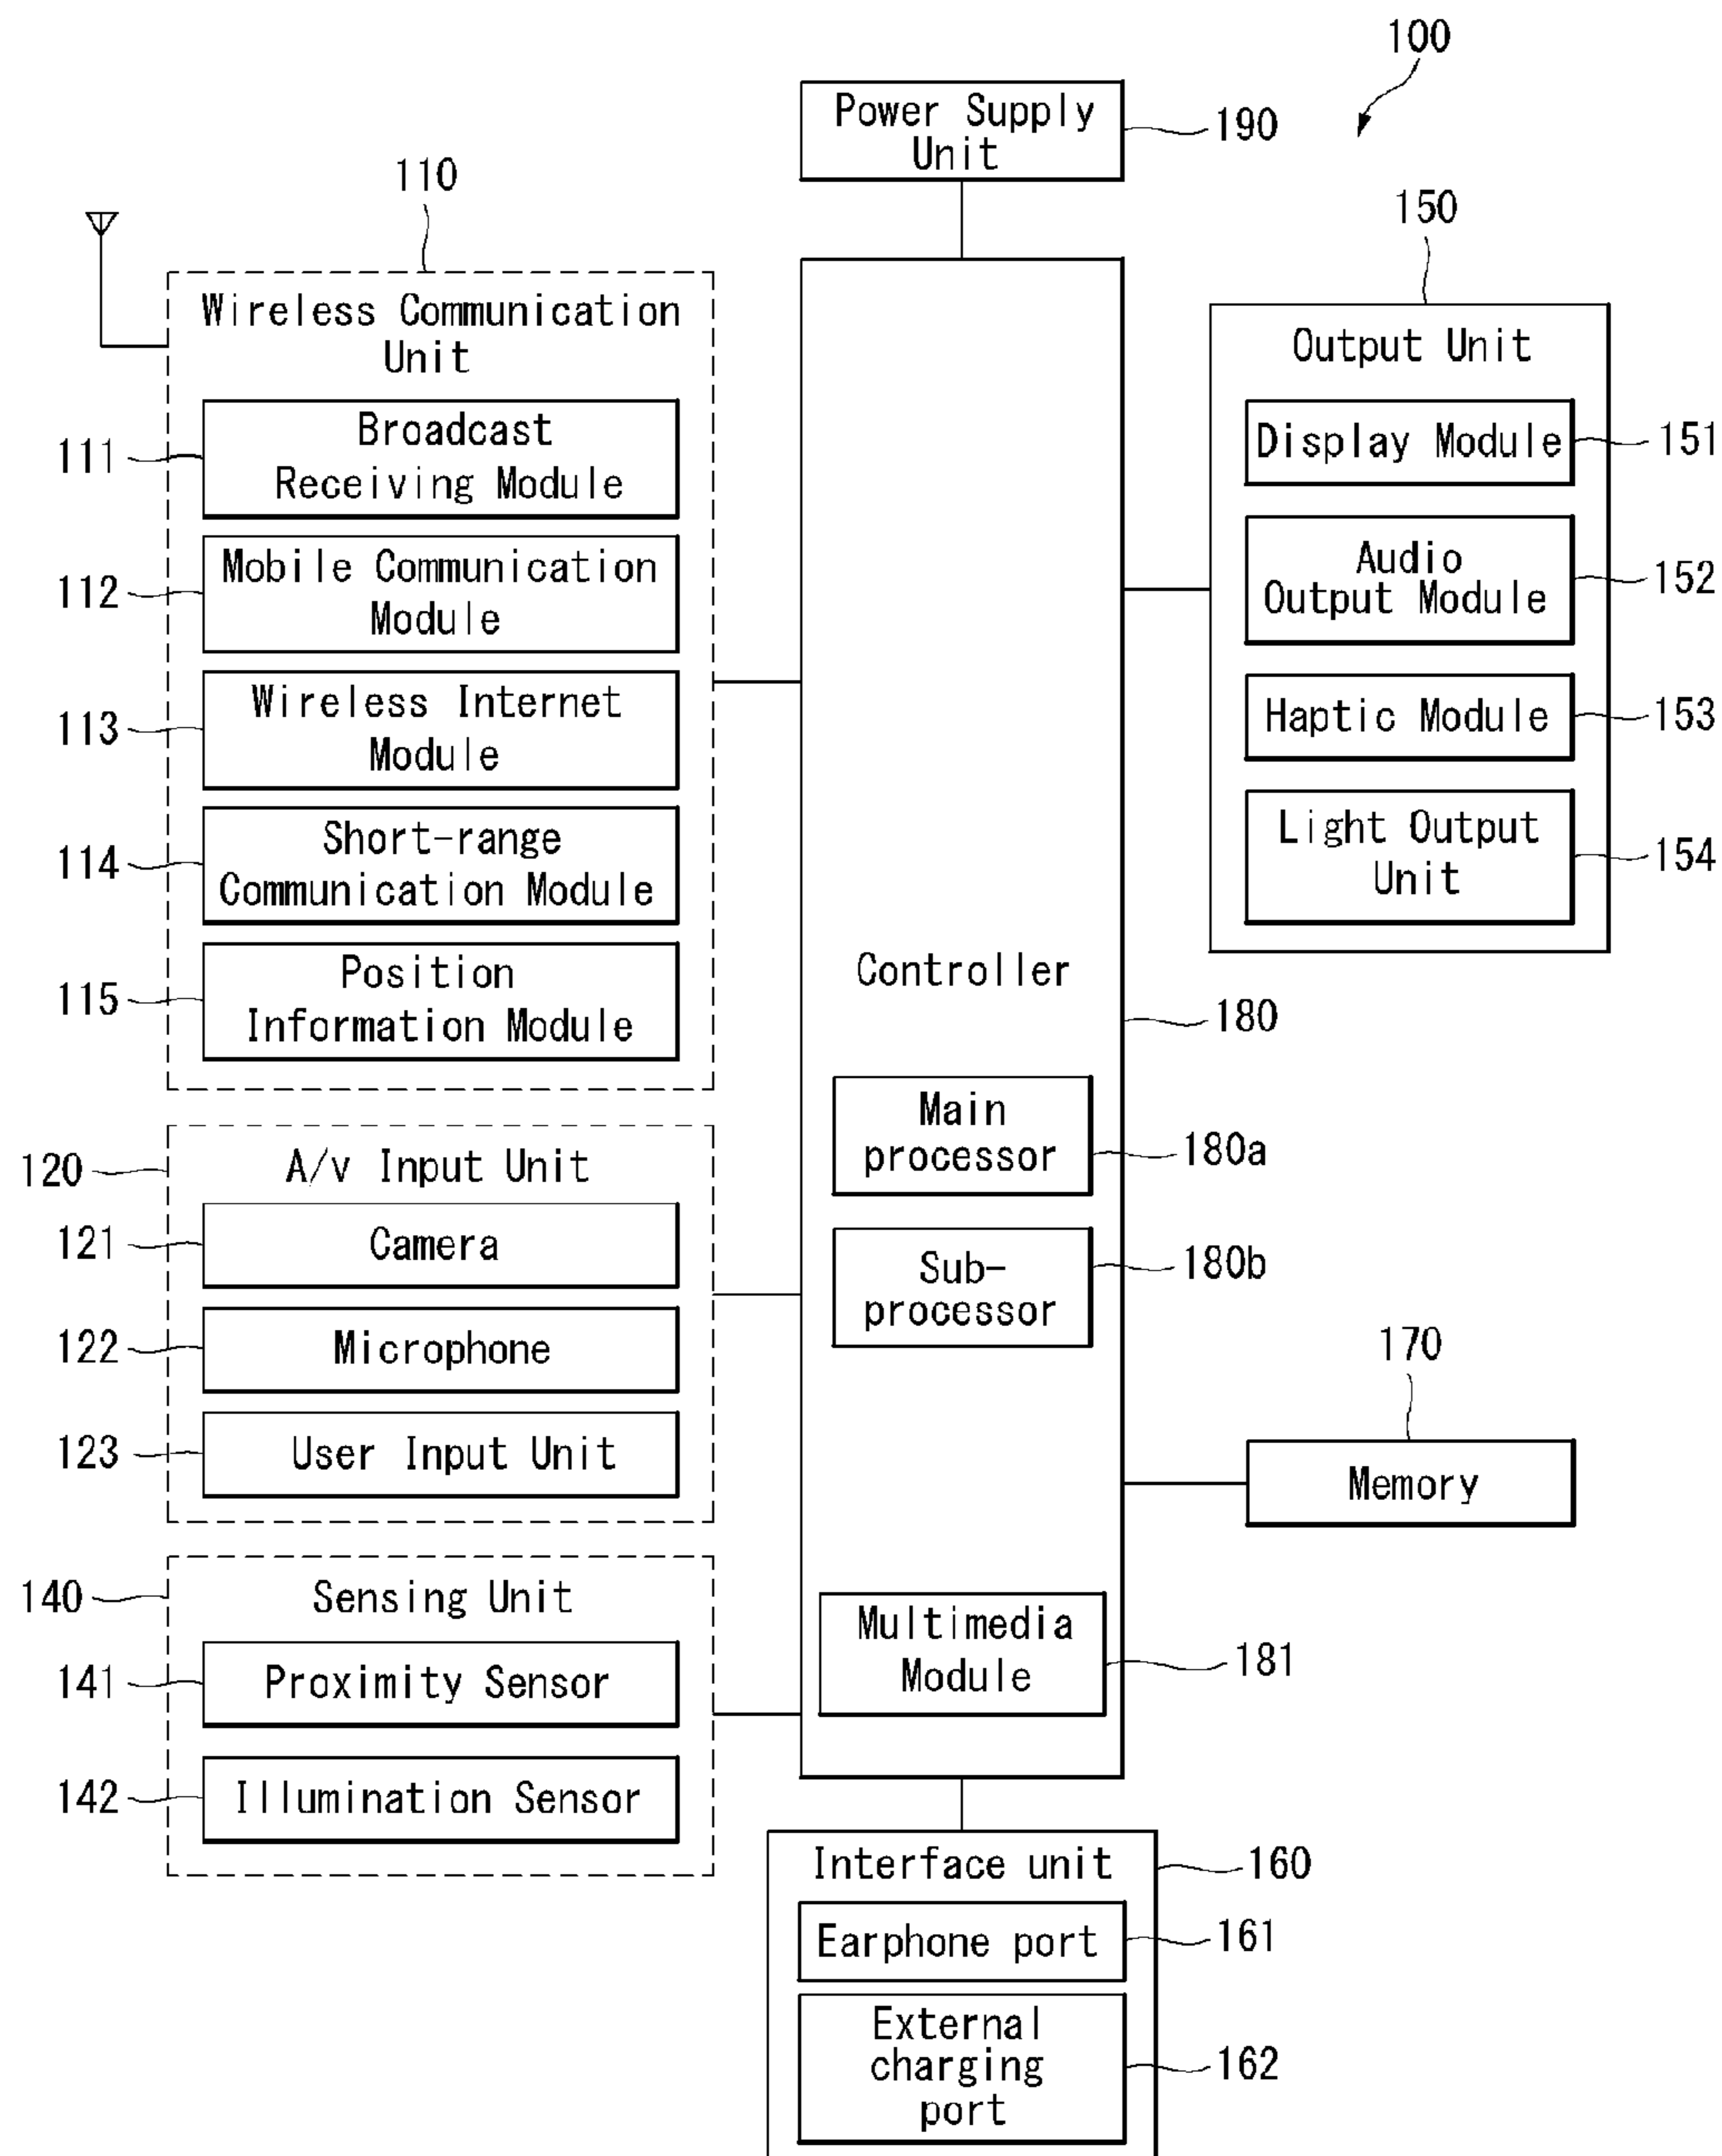 100
Power Supply
Unit
190
110
Wireless Communication
Unit
111
Broadcast
Receiving Module
112
Mobile Communication
Module
113
Wireless Internet
Module
114
Short-range
Communication Module
115
Position
Information Module
120
A/v Input Unit
121
Camera
122
Microphone
123
User Input Unit
140
Sensing Unit
141
Proximity Sensor
142
Illumination Sensor
Controller
180
Main
processor
180a
Sub-
processor
180b
Multimedia
Module
181
150
Output Unit
Display Module
151
Audio
Output Module
152
Haptic Module
153
Light Output
Unit
154
170
Memory
Interface unit
160
Earphone port
161
External
charging
port
162